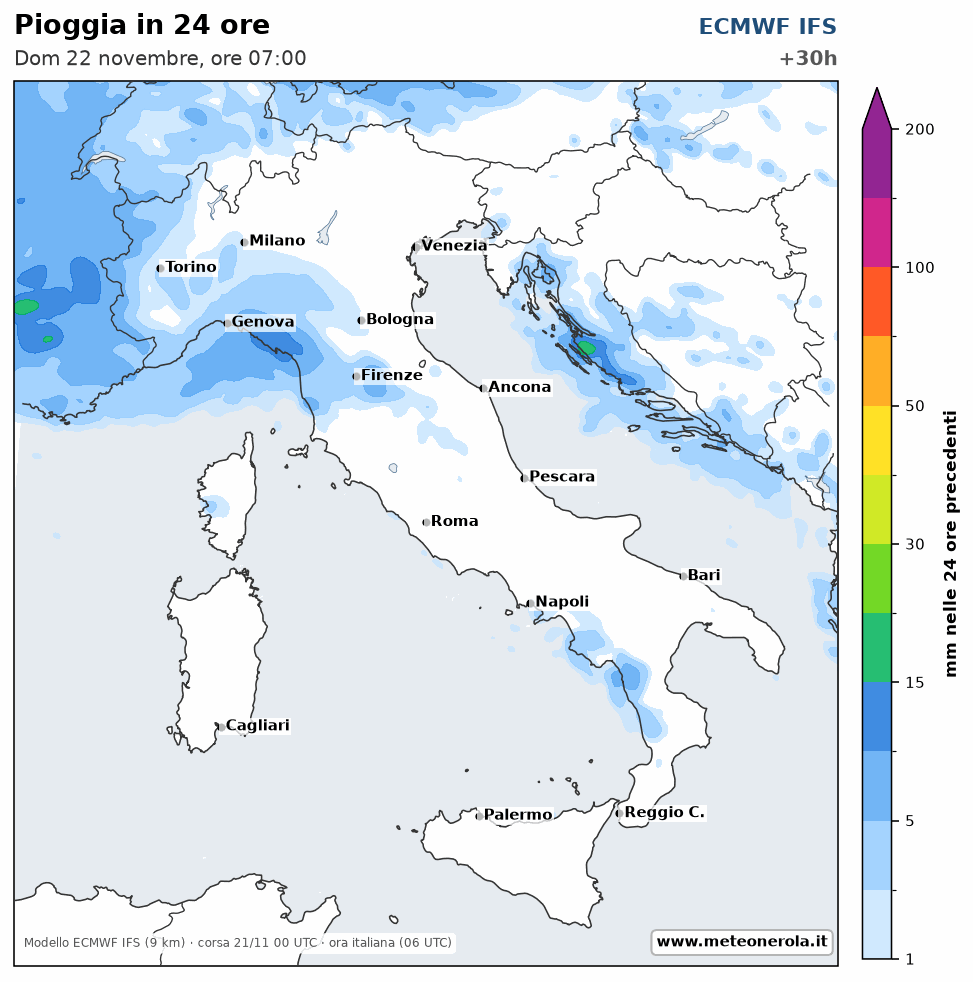 Pioggia in 24 ore
ECMWF IFS
Dom 22 novembre, ore 07:00
+30h
Milano
Venezia
Torino
Genova
Bologna
Firenze
Ancona
Pescara
Roma
Bari
Napoli
Cagliari
Palermo
Reggio C.
200
100
50
30
15
5
1
mm nelle 24 ore precedenti
Modello ECMWF IFS (9 km) · corsa 21/11 00 UTC · ora italiana (06 UTC)
www.meteonerola.it